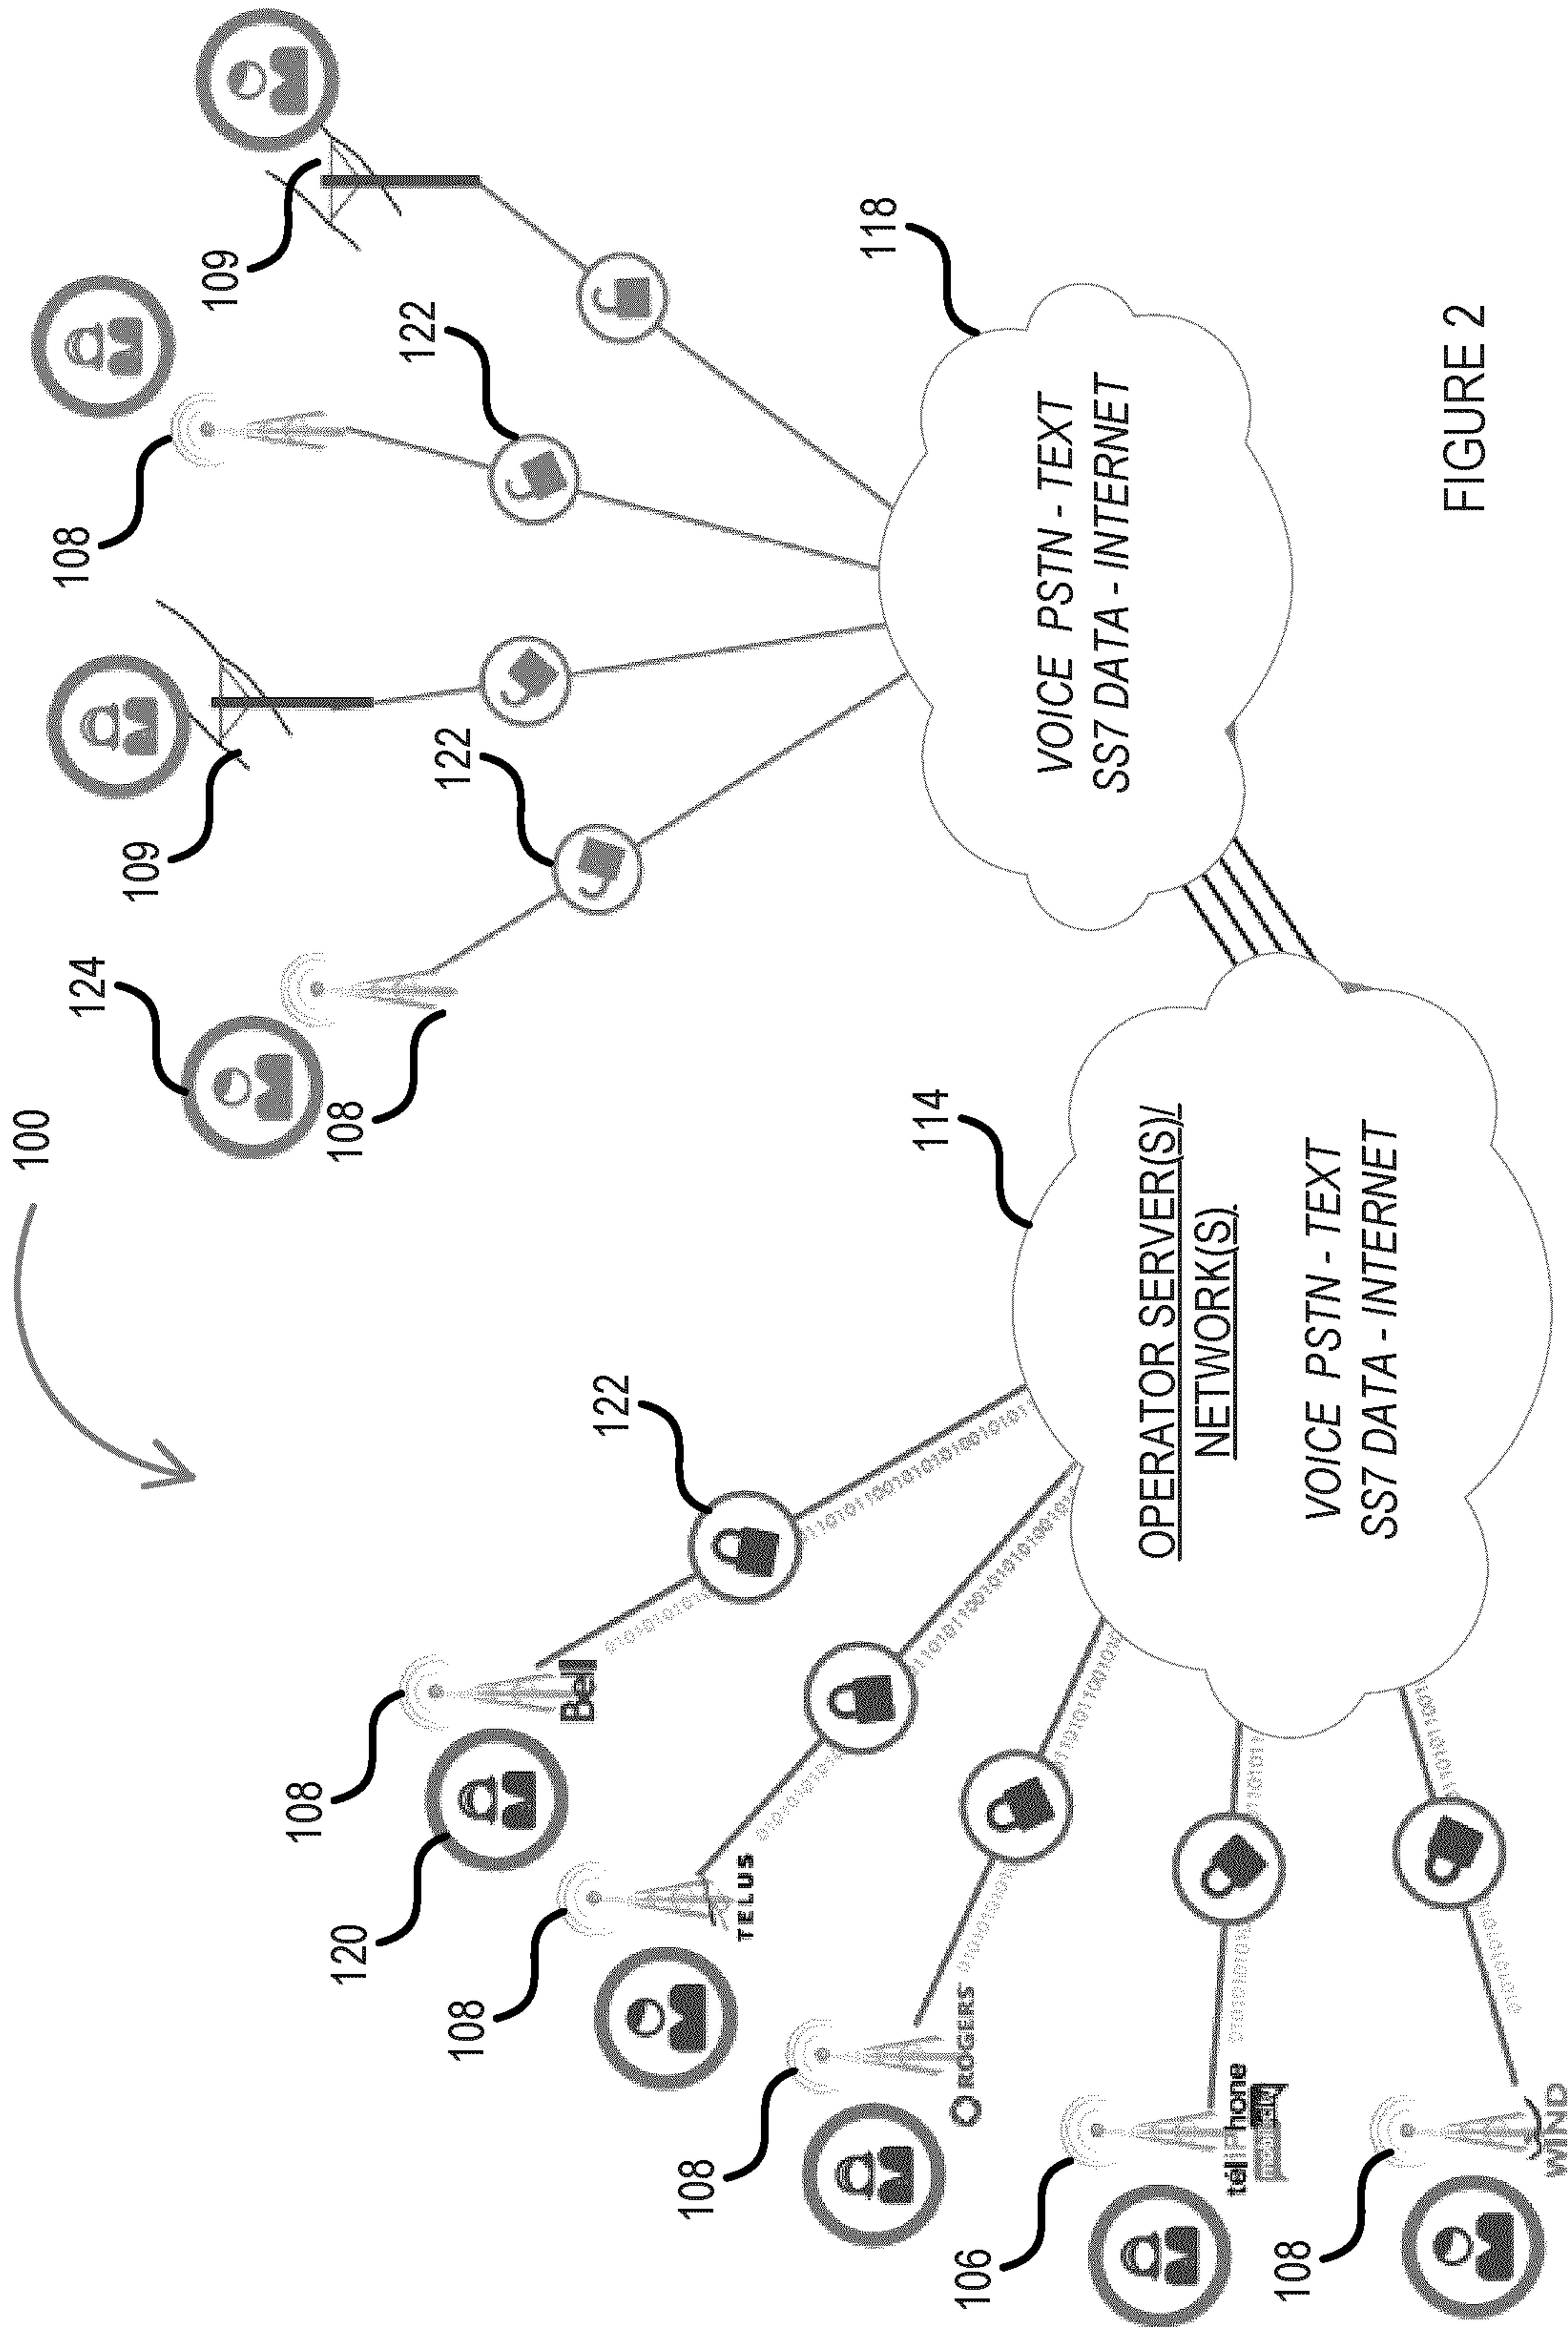 100
124
108
109
122
108
122
109
118
VOICE PSTN - TEXT
SS7 DATA - INTERNET
114
OPERATOR SERVER(S)/
NETWORK(S)
VOICE PSTN - TEXT
SS7 DATA - INTERNET
122
108
Bell
120
108
TELUS
108
ROGERS
106
téliPhone
108
WIND
FIGURE 2